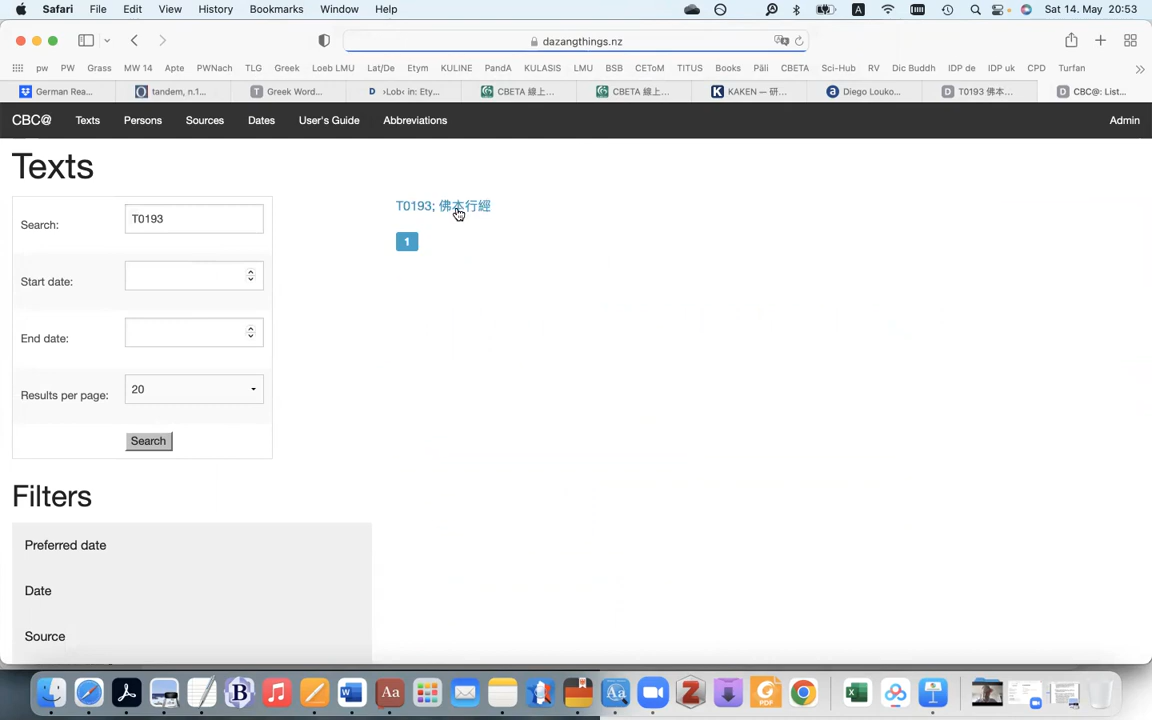 Safari File Edit View History Bookmarks Window Help A Sat 14. May 20:53
dazangthings.nz
pw PW Grass MW 14 Apte PWNach TLG Greek Loeb LMU Lat/De Etym KULINE PandA KULASIS LMU BSB CEToM TITUS Books Pāli CBETA Sci-Hub RV Dic Buddh IDP de IDP uk CPD Turfan
German Rea... tandem, n.1... Greek Word... ›Lob‹ in: Ety... CBETA 線上... CBETA 線上... KAKEN — 研... Diego Louko... T0193 佛本... CBC@: List...
CBC@ Texts Persons Sources Dates User's Guide Abbreviations Admin
Texts
Search: T0193
T0193; 佛本行經
1
Start date:
End date:
Results per page: 20
Search
Filters
Preferred date
Date
Source